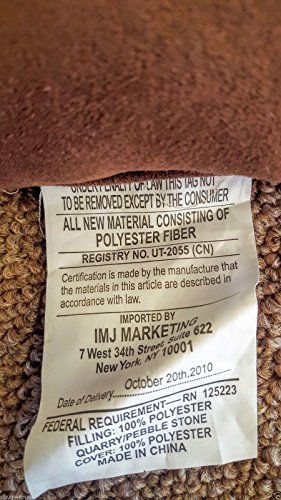 UNDER PENALTY OF LAW THIS TAG NOT
TO BE REMOVED EXCEPT BY THE CONSUMER
ALL NEW MATERIAL CONSISTING OF
POLYESTER FIBER
REGISTRY NO. UT-2055 (CN)
Certification is made by the manufacture that
the materials in this article are described in
accordance with law.
IMPORTED BY
IMJ MARKETING
7 West 34th Street, Suite 622
New York, NY 10001
Date of Delivery October 20th,2010
FEDERAL REQUIREMENT RN 125223
FILLING: 100% POLYESTER
QUARRY/PEBBLE STONE
COVER: 100% POLYESTER
MADE IN CHINA